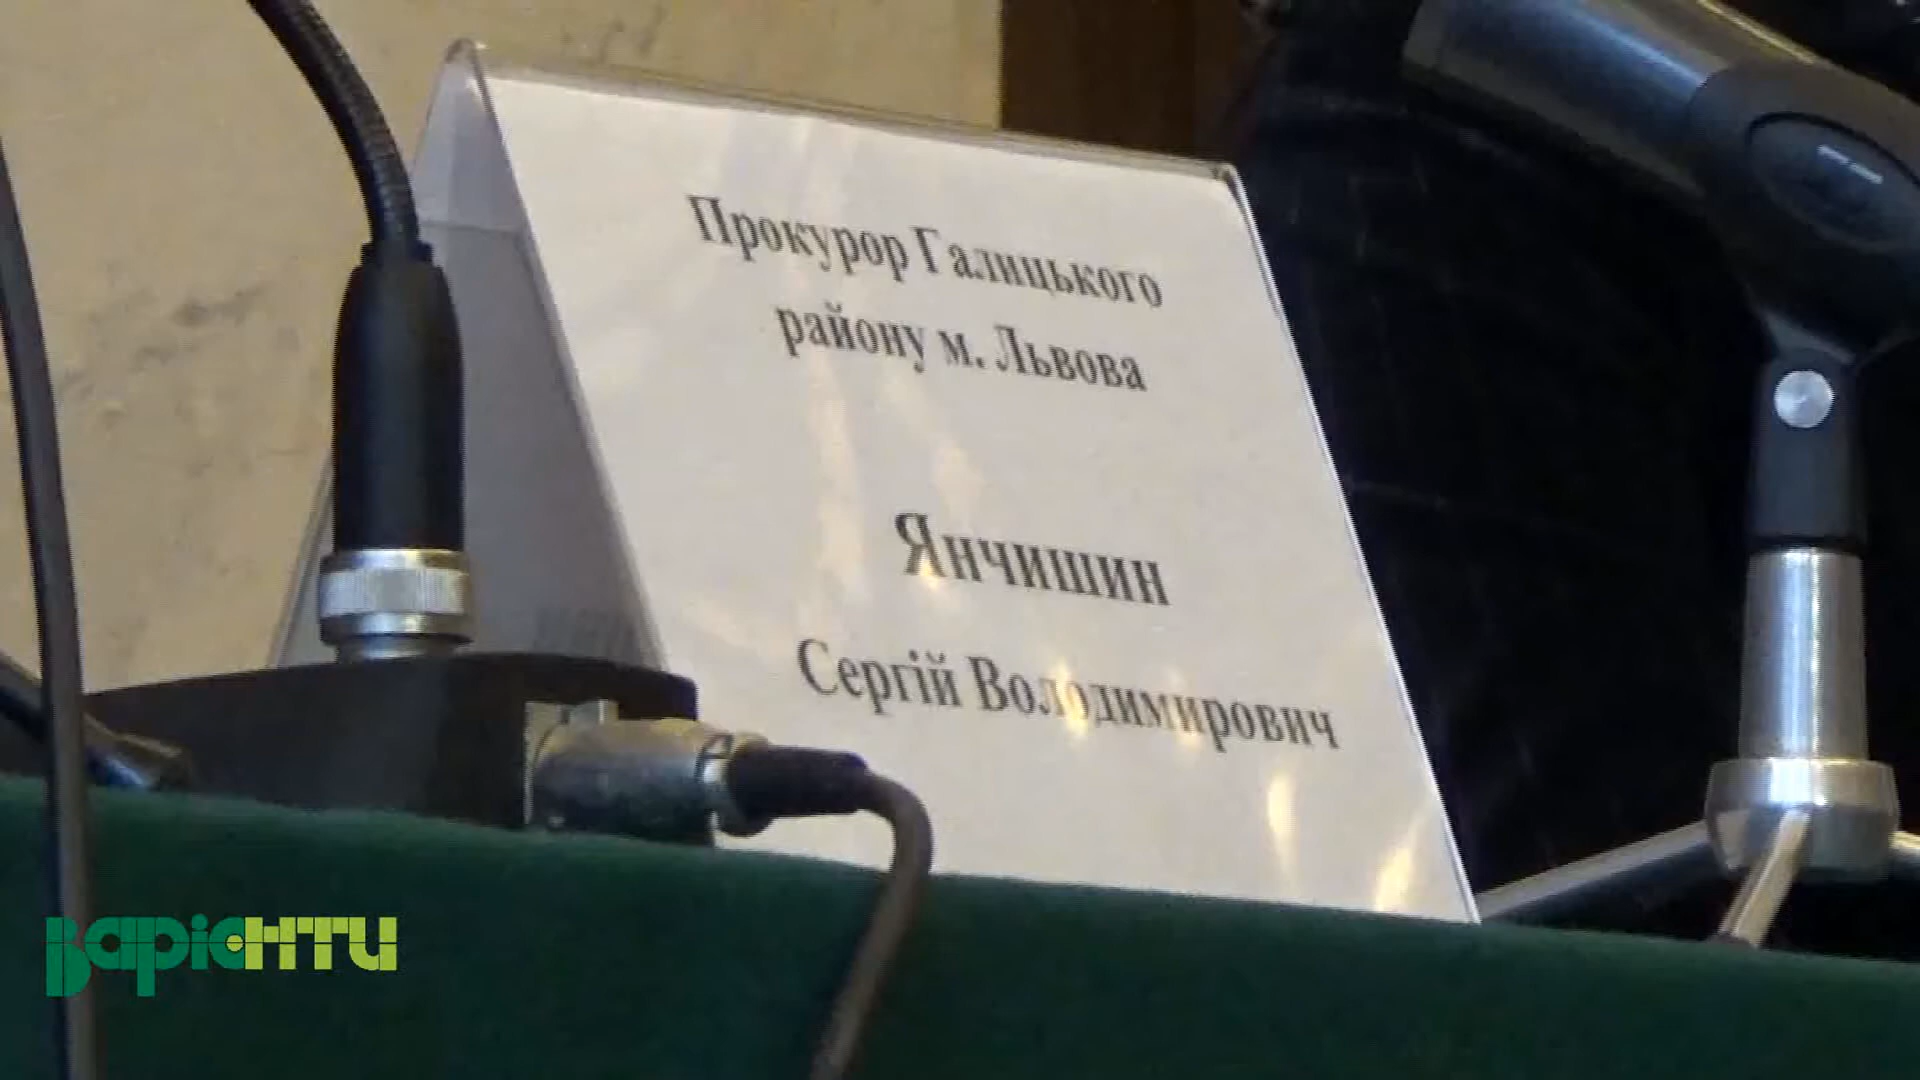 Прокурор Галицького
району м. Львова
Янчишин
Сергій Володимирович
Варіанти